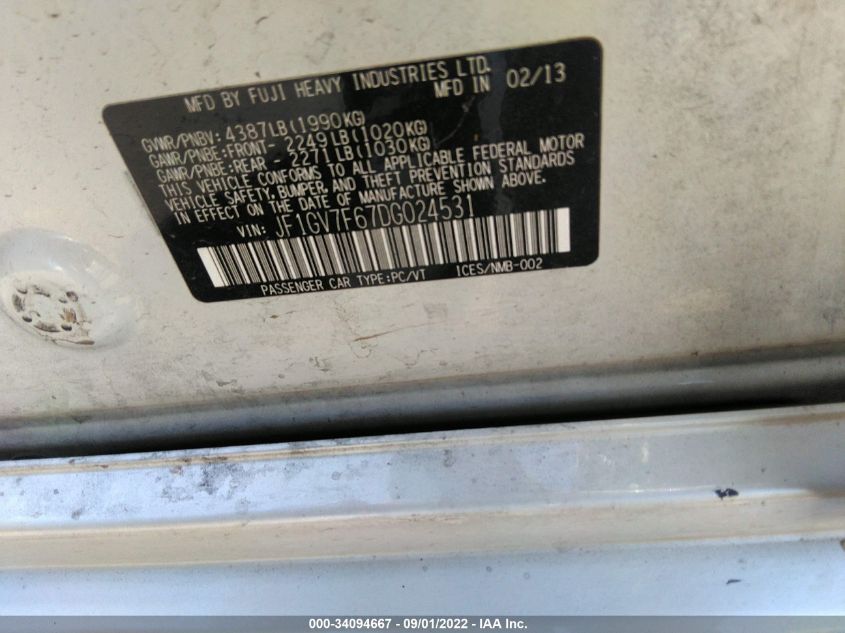 MFD BY FUJI HEAVY INDUSTRIES LTD.
MFD IN 02/13
GVWR/PNBV: 4387LB(1990KG)
GAWR/PNBE:FRONT- 2249LB(1020KG)
GAWR/PNBE:REAR - 2271LB(1030KG)
THIS VEHICLE CONFORMS TO ALL APPLICABLE FEDERAL MOTOR
VEHICLE SAFETY, BUMPER, AND THEFT PREVENTION STANDARDS
IN EFFECT ON THE DATE OF MANUFACTURE SHOWN ABOVE.
VIN: JF1GV7F67DG024531
PASSENGER CAR TYPE:PC/VT ICES/NMB-002
000-34094667 - 09/01/2022 - IAA Inc.